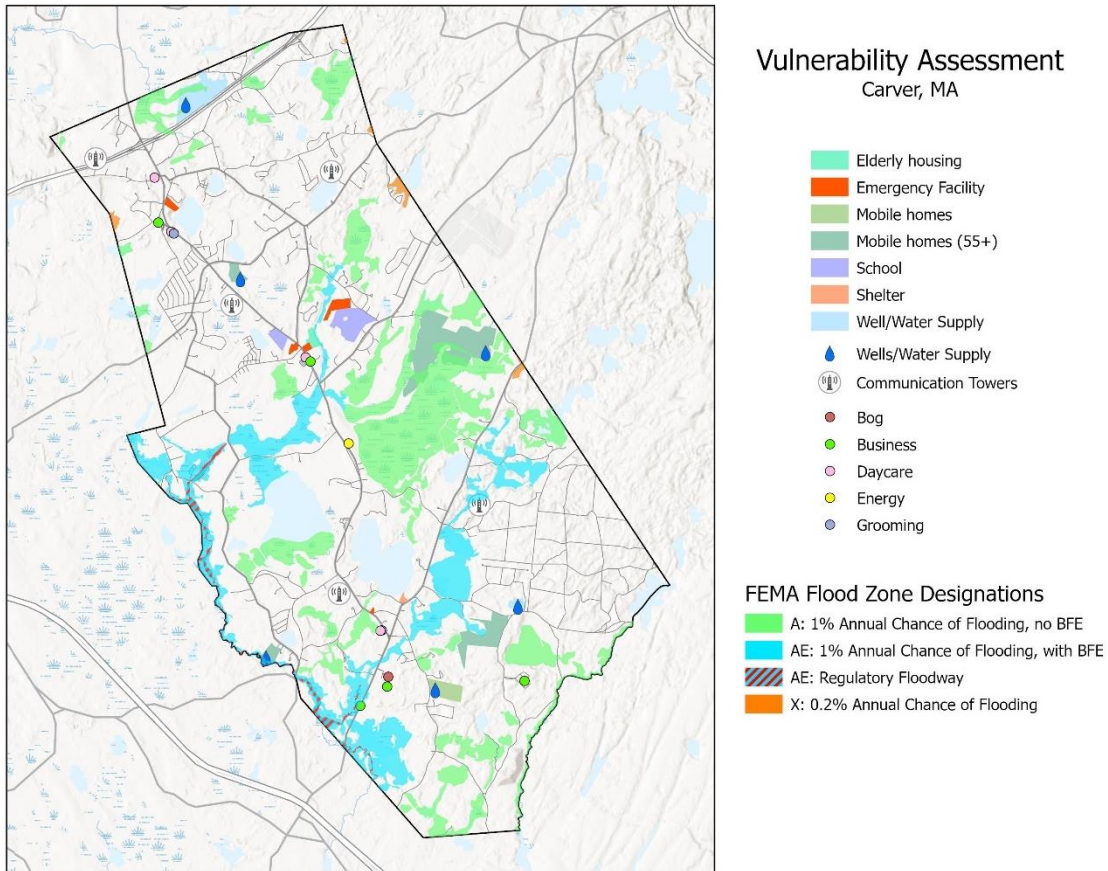 Vulnerability Assessment
Carver, MA
Elderly housing
Emergency Facility
Mobile homes
Mobile homes (55+)
School
Shelter
Well/Water Supply
Wells/Water Supply
Communication Towers
Bog
Business
Daycare
Energy
Grooming
FEMA Flood Zone Designations
A: 1% Annual Chance of Flooding, no BFE
AE: 1% Annual Chance of Flooding, with BFE
AE: Regulatory Floodway
X: 0.2% Annual Chance of Flooding